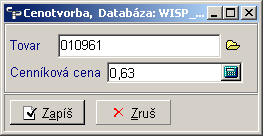 Cenotvorba, Databáza: WISP_...
Tovar 010961
Cenníková cena 0,63
Zapíš Zruš